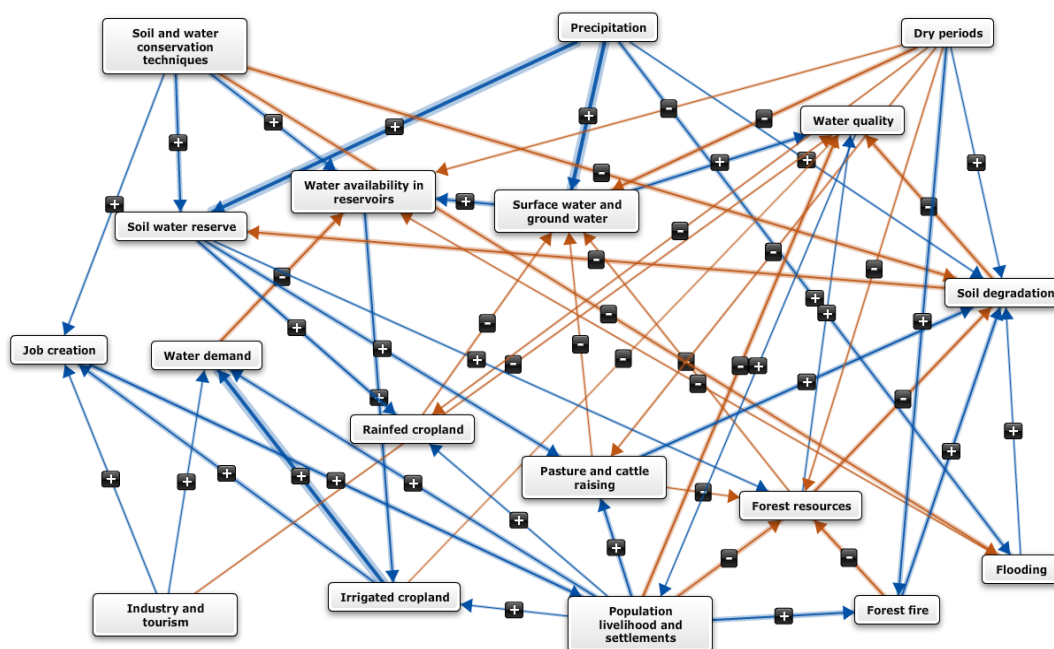 Soil and water
conservation
techniques
Precipitation
Dry periods
Water quality
Water availability in
reservoirs
Surface water and
ground water
Soil water reserve
Soil degradation
Job creation
Water demand
Rainfed cropland
Pasture and cattle
raising
Forest resources
Flooding
Industry and
tourism
Irrigated cropland
Population
livelihood and
settlements
Forest fire